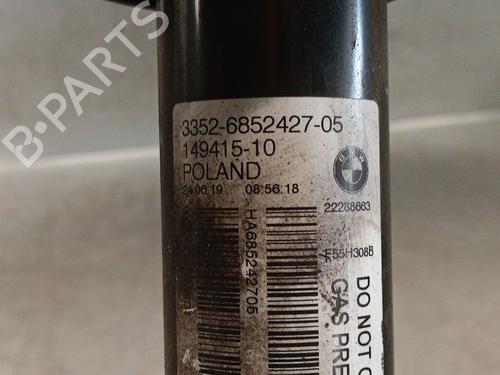 B-PARTS
3352-6852427-05
149415-10
POLAND
24.06.19 08:56:18
BMW
22288663
HA685242705
F55H308B
GAS PRE
DO NOT